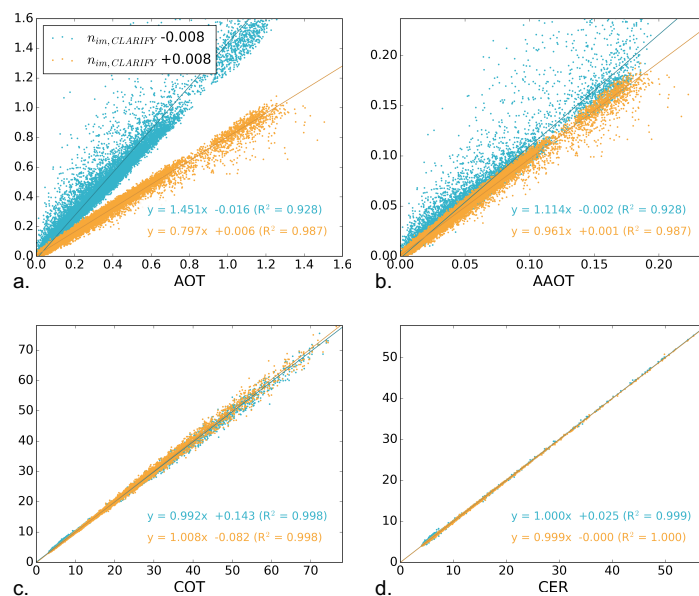 1.6
1.4
1.2
1.0
0.8
0.6
0.4
0.2
0.0
n_{im,CLARIFY} -0.008
n_{im,CLARIFY} +0.008
y = 1.451x -0.016 (R² = 0.928)
y = 0.797x +0.006 (R² = 0.987)
0.0 0.2 0.4 0.6 0.8 1.0 1.2 1.4 1.6
a. AOT
0.20
0.15
0.10
0.05
0.00
y = 1.114x -0.002 (R² = 0.928)
y = 0.961x +0.001 (R² = 0.987)
0.00 0.05 0.10 0.15 0.20
b. AAOT
70
60
50
40
30
20
10
0
y = 0.992x +0.143 (R² = 0.998)
y = 1.008x -0.082 (R² = 0.998)
0 10 20 30 40 50 60 70
c. COT
50
40
30
20
10
0
y = 1.000x +0.025 (R² = 0.999)
y = 0.999x -0.000 (R² = 1.000)
0 10 20 30 40 50
d. CER